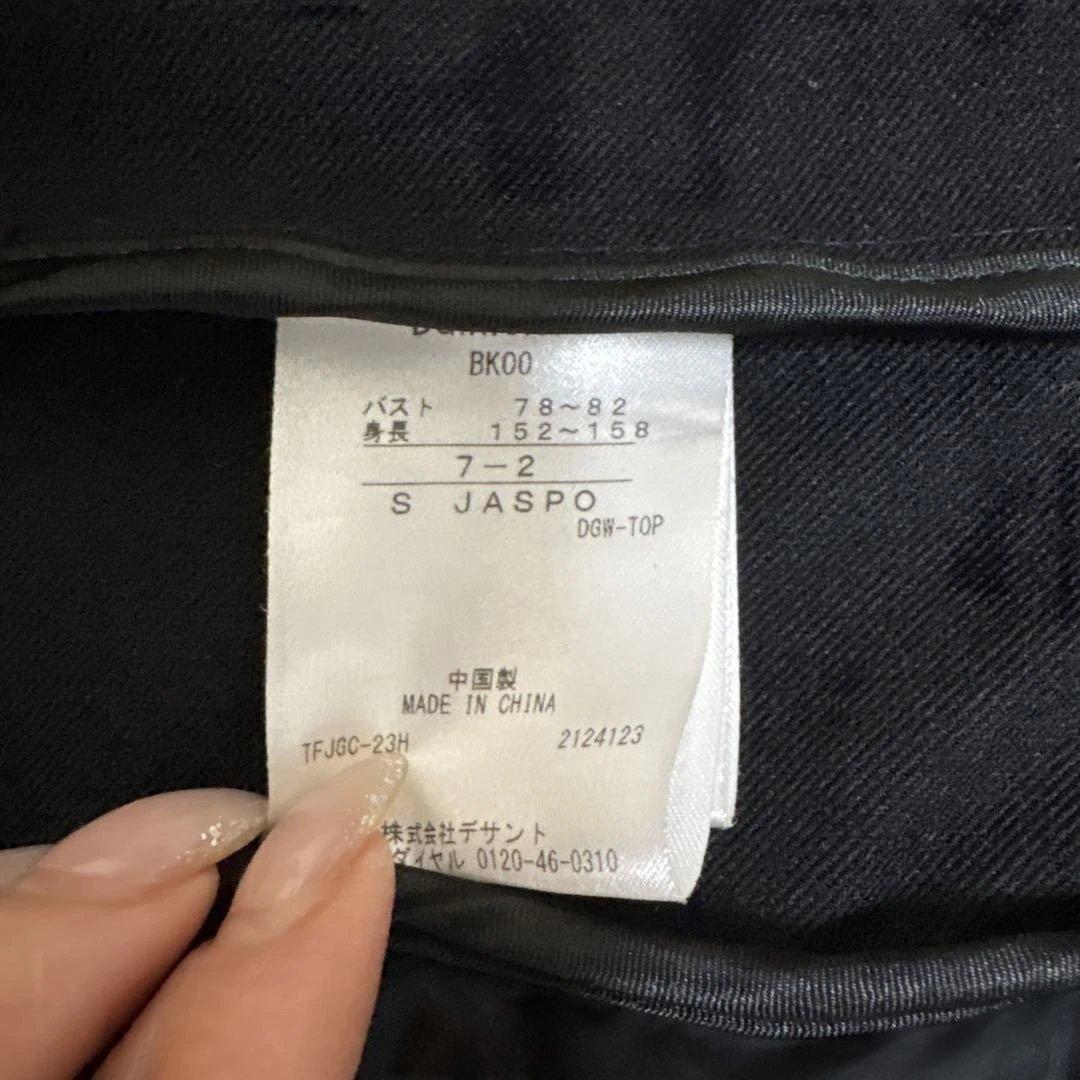 BK00
バスト 78~82
身長 152~158
7-2
S JASPO
DGW-TOP
中国製
MADE IN CHINA
TFJGC-23H 2124123
株式会社デサント
ダイヤル 0120-46-0310